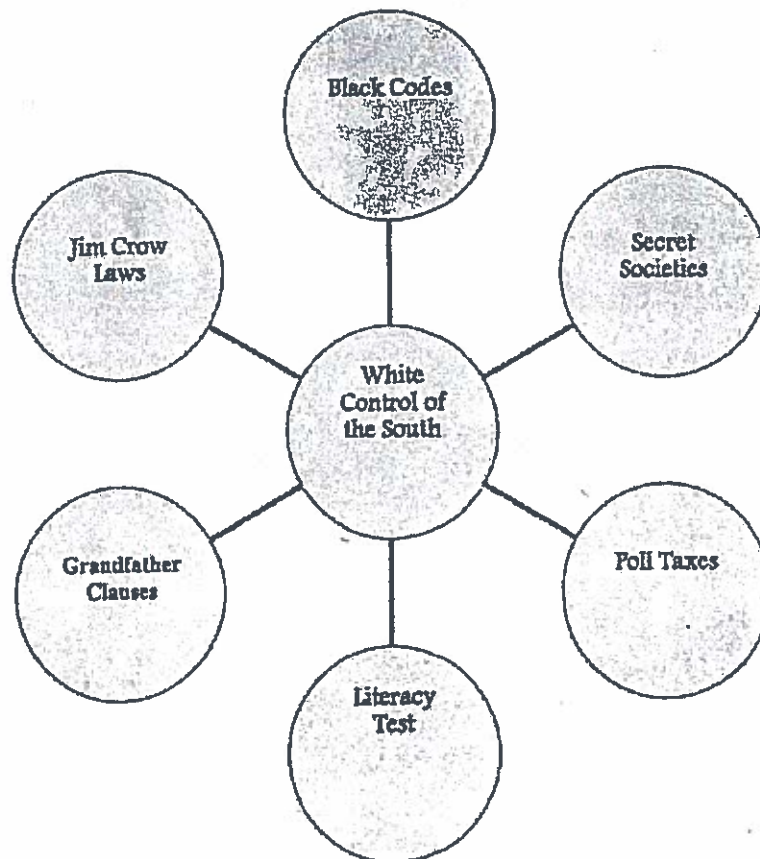 Black Codes
Jim Crow
Laws
Secret
Societies
White
Control of
the South
Grandfather
Clauses
Poll Taxes
Literacy
Test